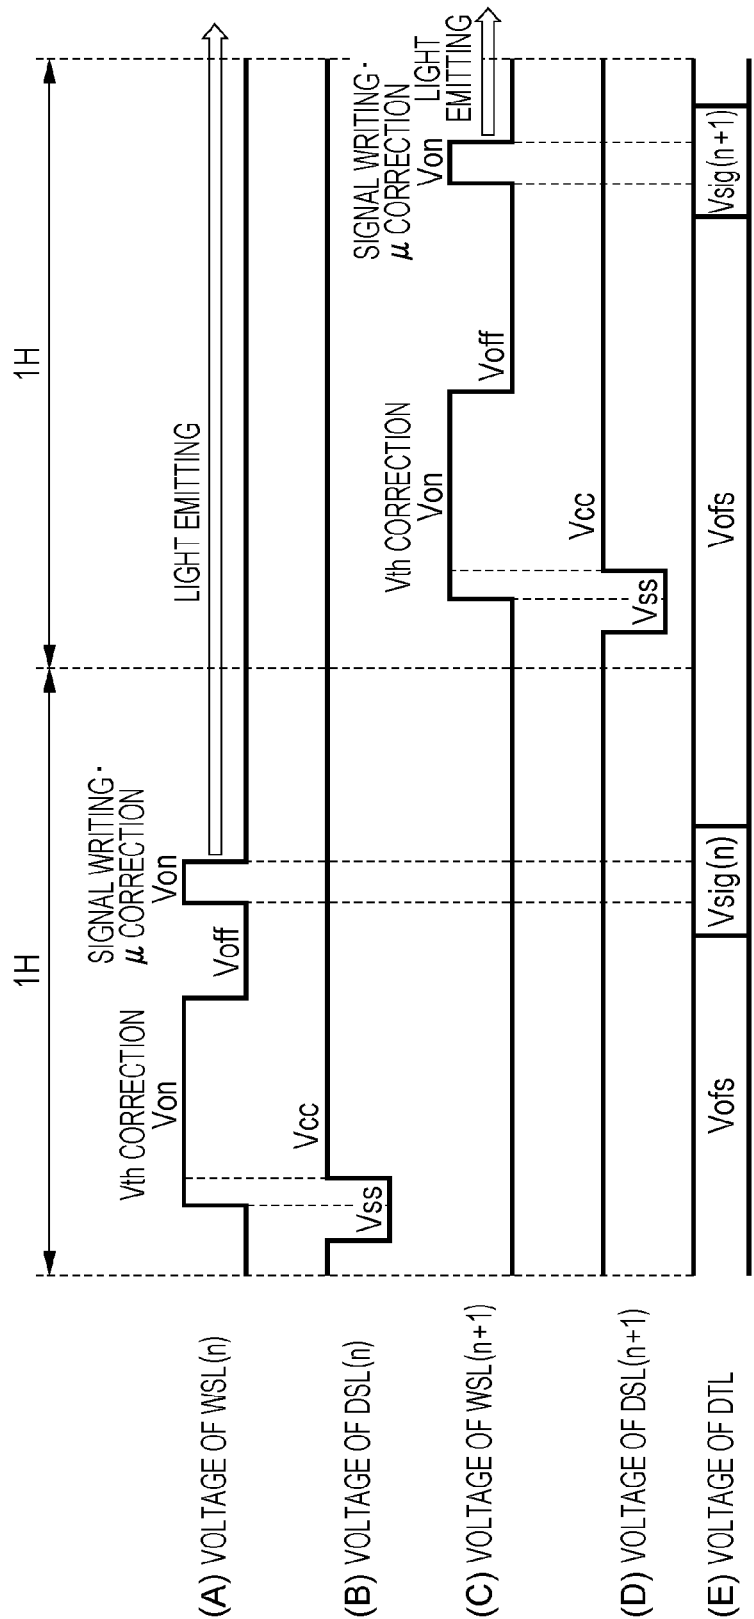 1H
1H
SIGNAL WRITING·
μ CORRECTION
Vth CORRECTION
Von
Von
LIGHT EMITTING
Voff
(A) VOLTAGE OF WSL(n)
Vcc
Vss
(B) VOLTAGE OF DSL(n)
SIGNAL WRITING·
μ CORRECTION
Vth CORRECTION
Von
Von
LIGHT
EMITTING
Voff
(C) VOLTAGE OF WSL(n+1)
Vcc
Vss
(D) VOLTAGE OF DSL(n+1)
(E) VOLTAGE OF DTL
Vofs
Vsig(n)
Vofs
Vsig(n+1)